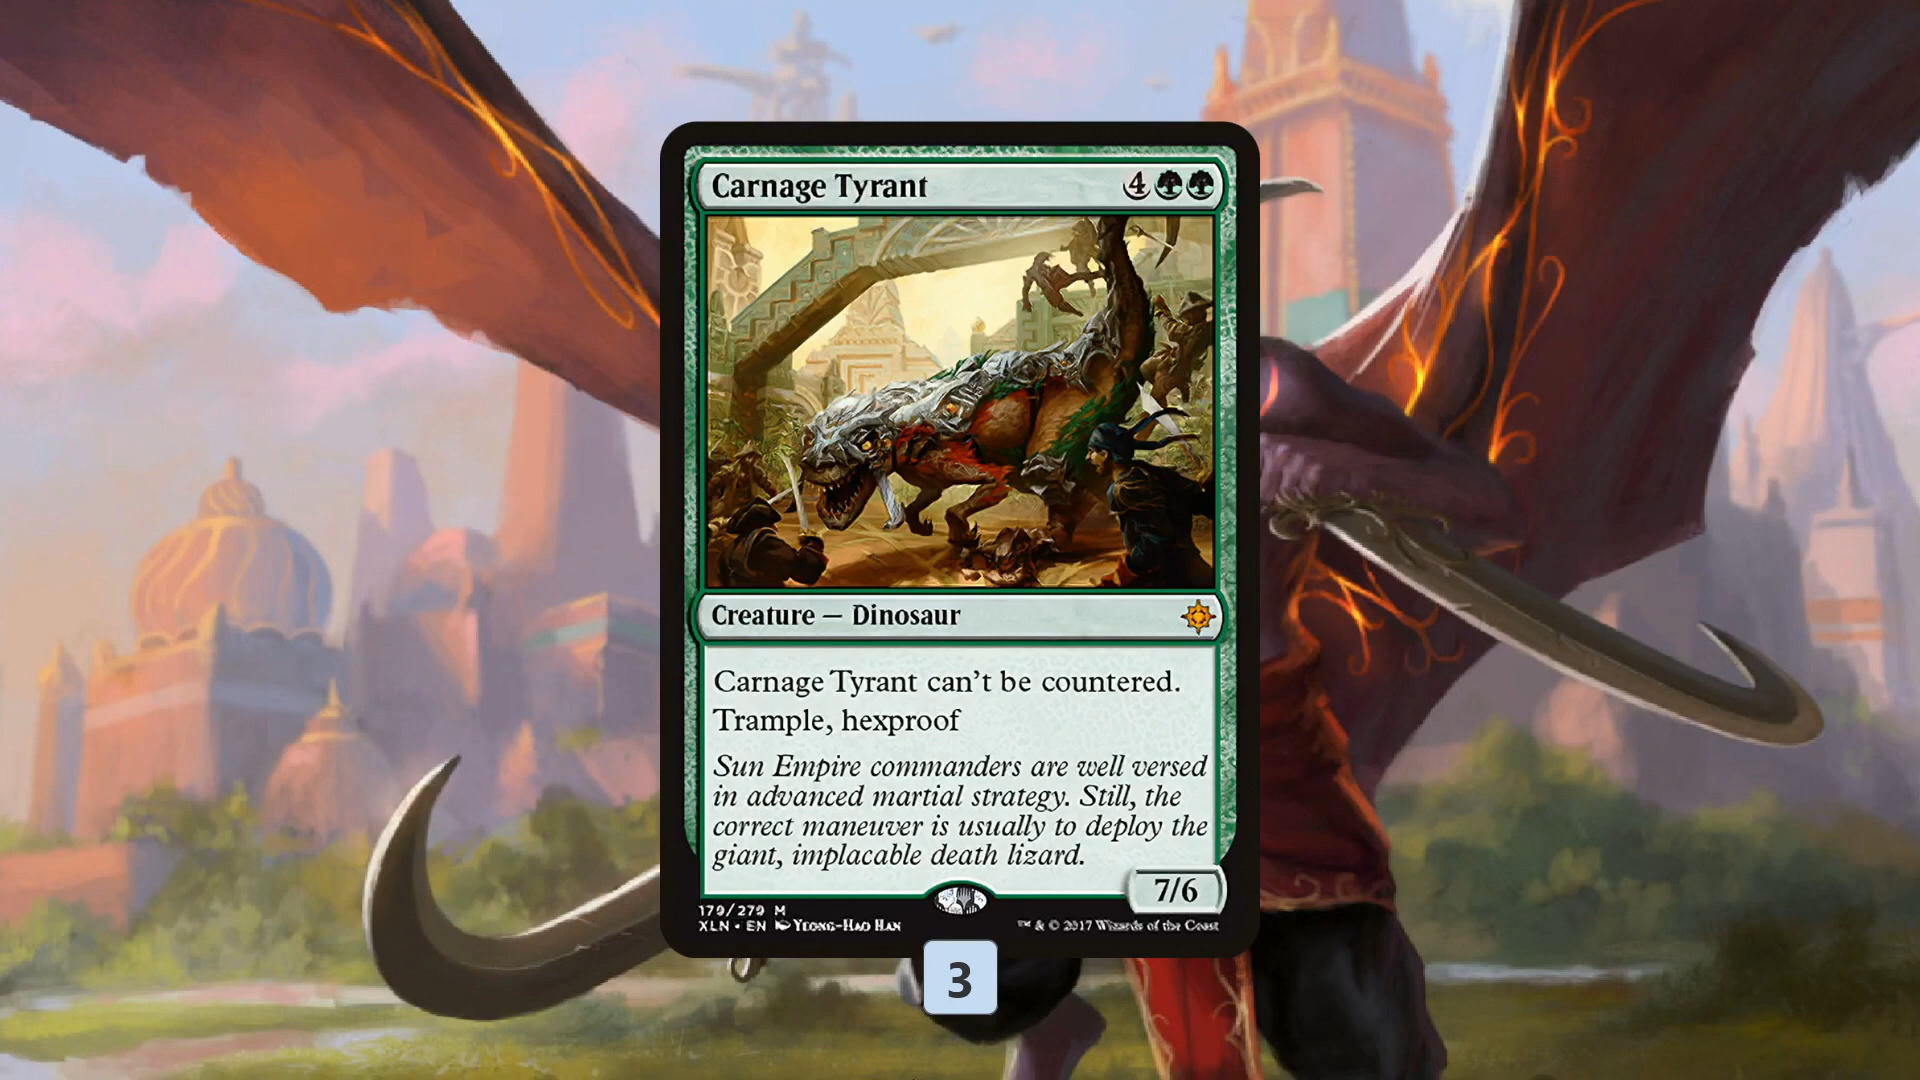 Carnage Tyrant 4
Creature — Dinosaur
Carnage Tyrant can't be countered.
Trample, hexproof
Sun Empire commanders are well versed
in advanced martial strategy. Still, the
correct maneuver is usually to deploy the
giant, implacable death lizard.
7/6
179/279 M
XLN • EN Yeong-Hao Han
™ & © 2017 Wizards of the Coast
3